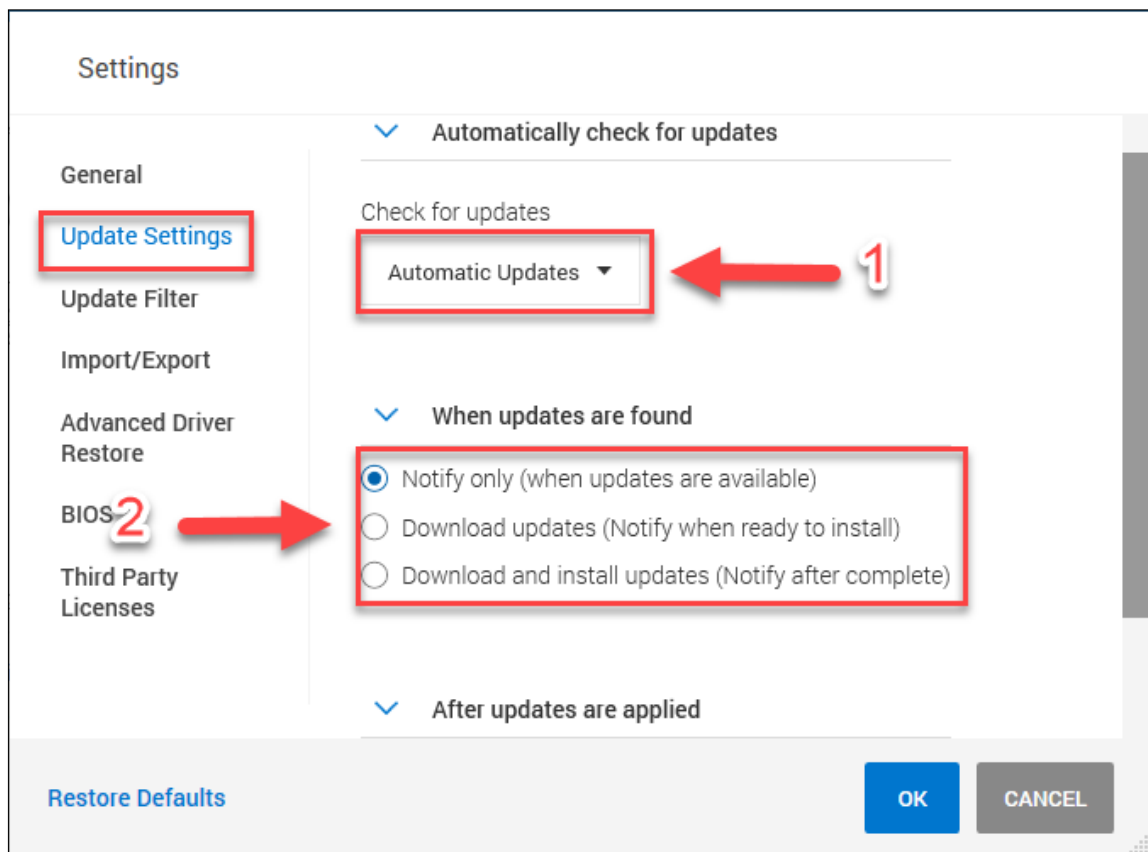 Settings
General
Update Settings
Update Filter
Import/Export
Advanced Driver
Restore
BIOS
Third Party
Licenses
Automatically check for updates
Check for updates
Automatic Updates
1
When updates are found
2
Notify only (when updates are available)
Download updates (Notify when ready to install)
Download and install updates (Notify after complete)
After updates are applied
Restore Defaults
OK
CANCEL